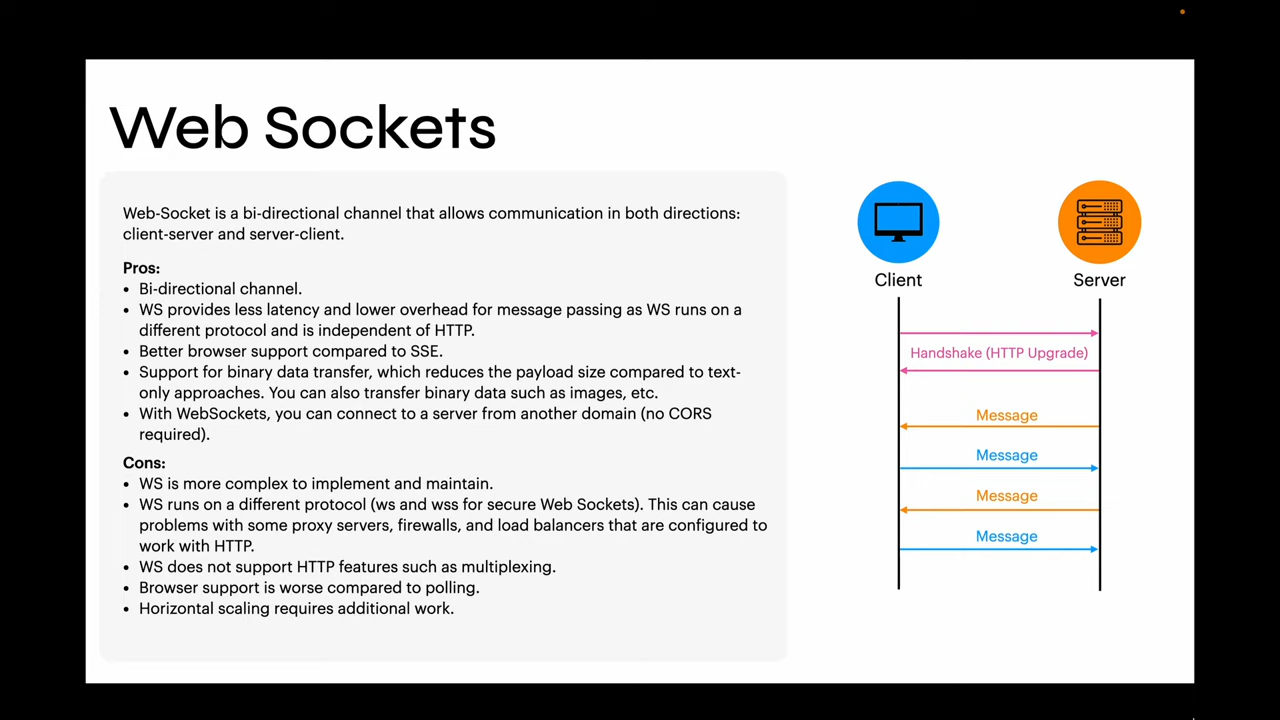 Web Sockets
Web-Socket is a bi-directional channel that allows communication in both directions:
client-server and server-client.
Pros:
• Bi-directional channel.
• WS provides less latency and lower overhead for message passing as WS runs on a
different protocol and is independent of HTTP.
• Better browser support compared to SSE.
• Support for binary data transfer, which reduces the payload size compared to text-
only approaches. You can also transfer binary data such as images, etc.
• With WebSockets, you can connect to a server from another domain (no CORS
required).
Cons:
• WS is more complex to implement and maintain.
• WS runs on a different protocol (ws and wss for secure Web Sockets). This can cause
problems with some proxy servers, firewalls, and load balancers that are configured to
work with HTTP.
• WS does not support HTTP features such as multiplexing.
• Browser support is worse compared to polling.
• Horizontal scaling requires additional work.
Client
Server
Handshake (HTTP Upgrade)
Message
Message
Message
Message